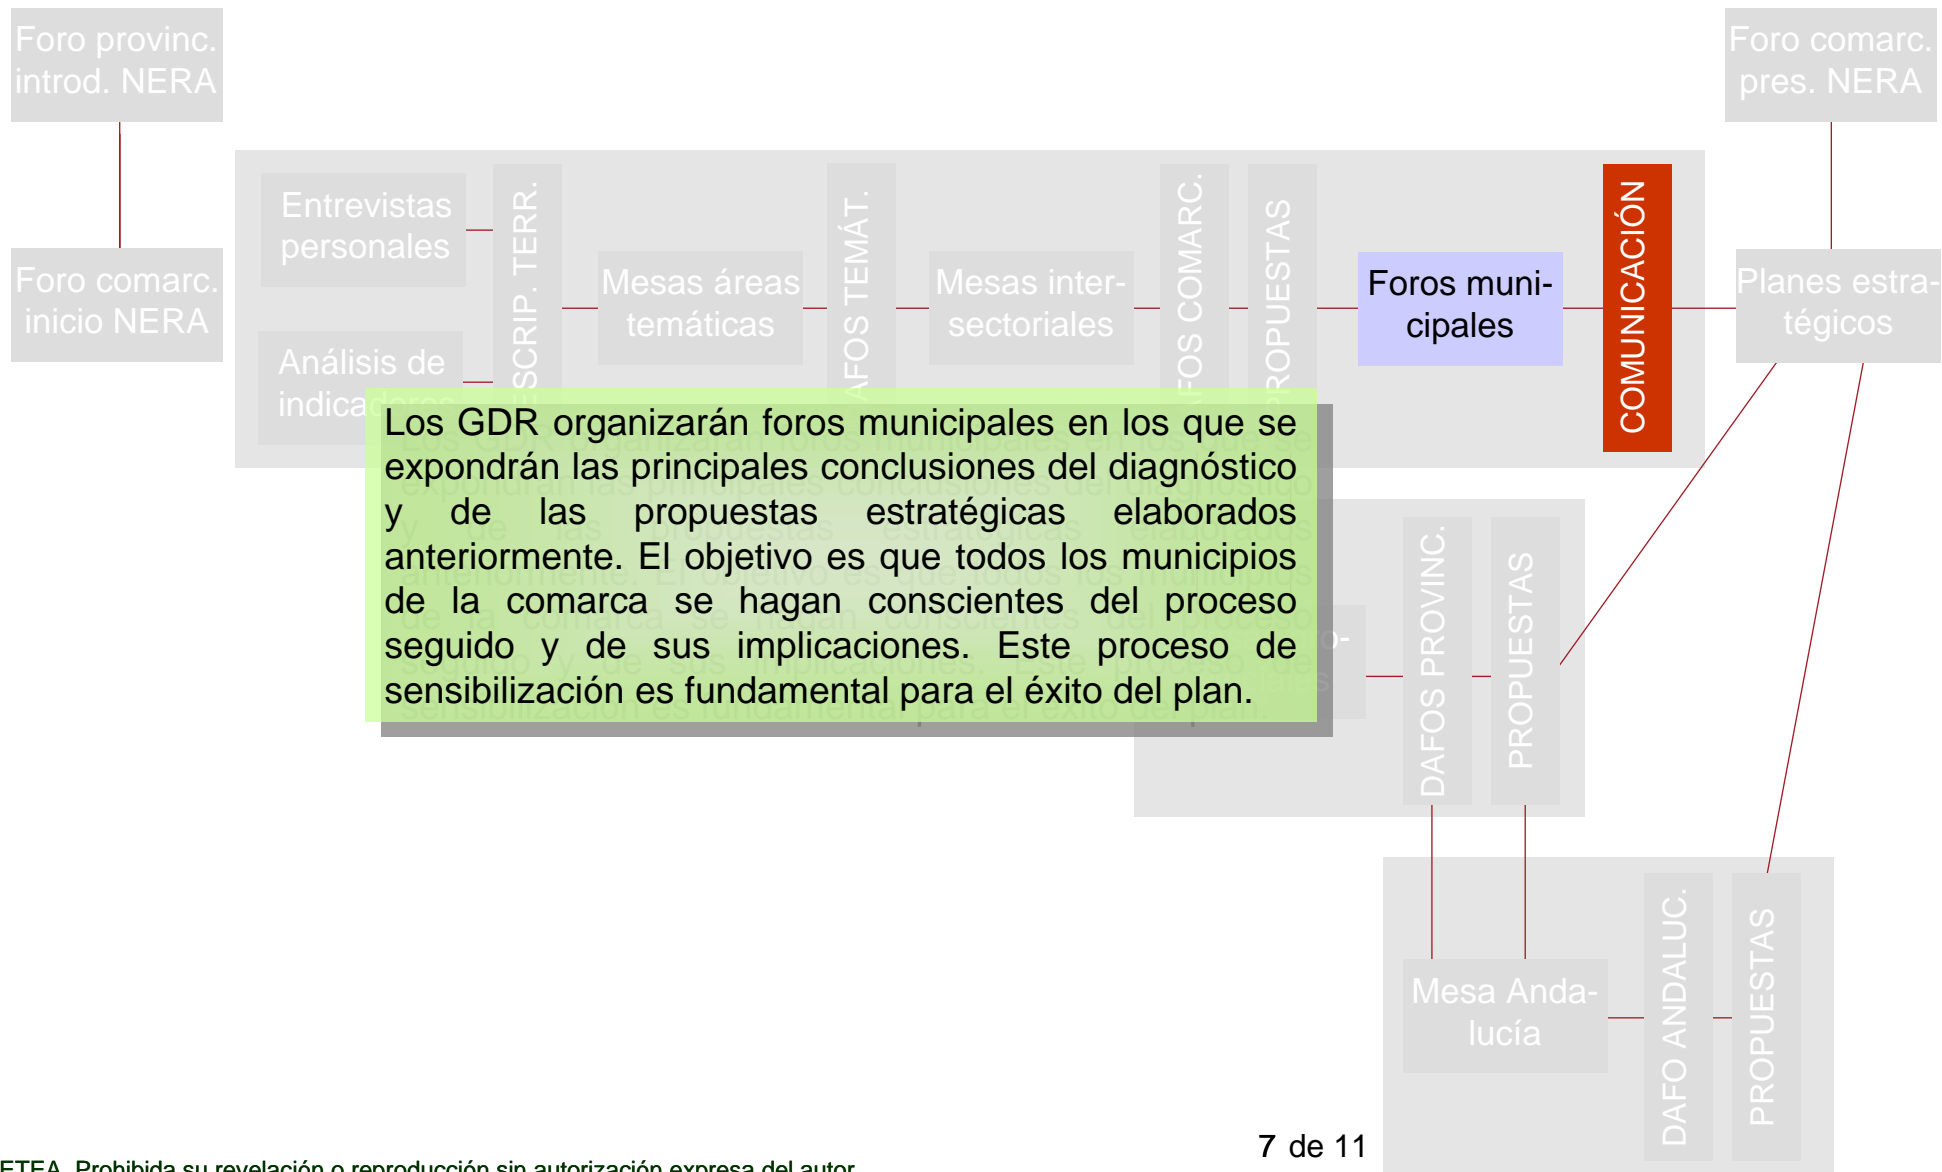 Foro provinc.
introd. NERA
Foro comarc.
pres. NERA
Entrevistas
personales
Foro comarc.
inicio NERA
Análisis de
TERR.
Mesas áreas
temáticas
TEMÁT.
Mesas inter-
sectoriales
COMARC.
Foros muni-
cipales
COMUNICACIÓN
Planes estra-
tégicos
Los GDR organizarán foros municipales en los que se
expondrán las principales conclusiones del diagnóstico
y de las propuestas estratégicas elaborados
anteriormente. El objetivo es que todos los municipios
de la comarca se hagan conscientes del proceso
seguido y de sus implicaciones. Este proceso de
sensibilización es fundamental para el éxito del plan.
DAFOS PROVINC.
PROPUESTAS
Mesa Anda-
lucía
DAFO ANDALUC.
PROPUESTAS
7 de 11
ETEA. Prohibida su revelación o reproducción sin autorización expresa del autor